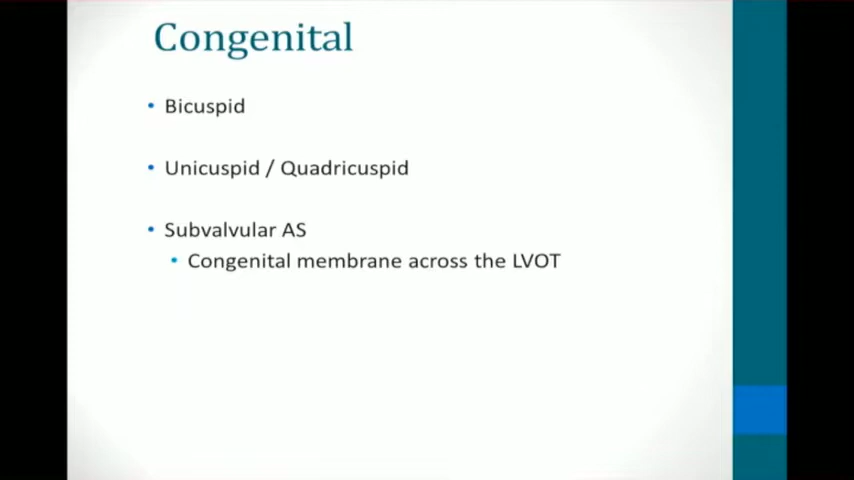 Congenital
• Bicuspid
• Unicuspid / Quadricuspid
• Subvalvular AS
• Congenital membrane across the LVOT